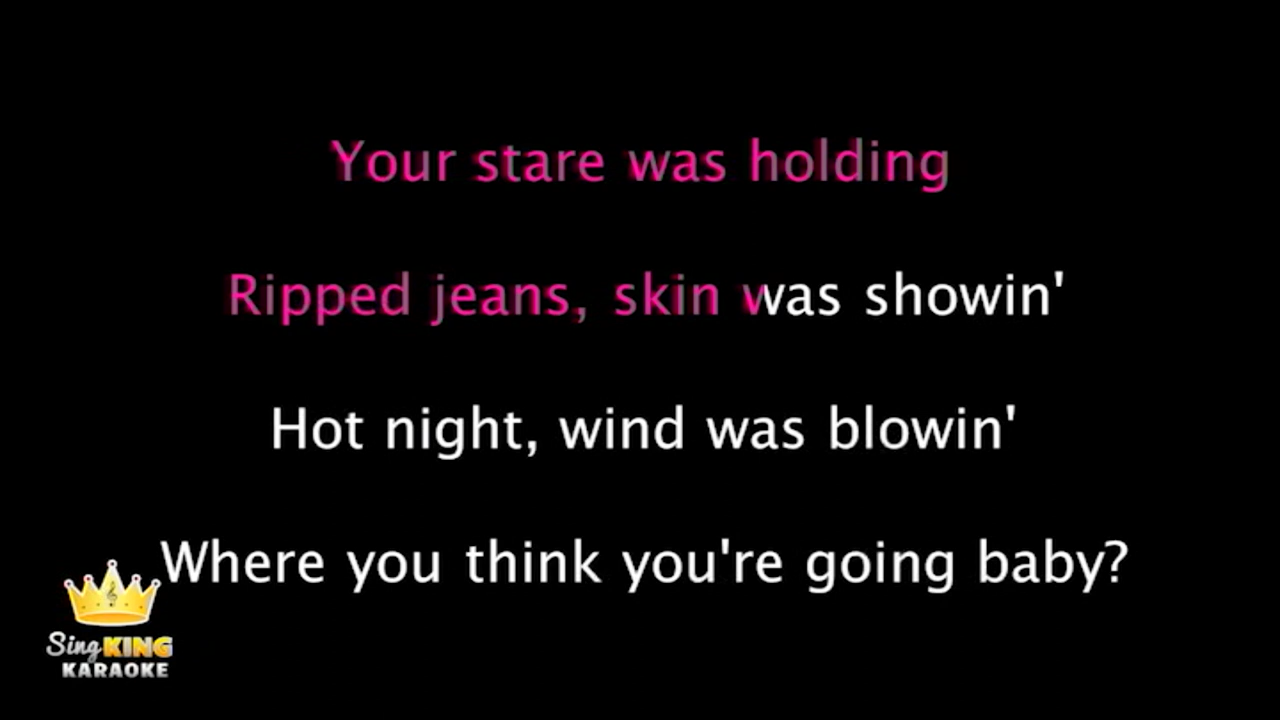 Your stare was holding
Ripped jeans, skin was showin'
Hot night, wind was blowin'
Where you think you're going baby?
Sing KING
KARAOKE